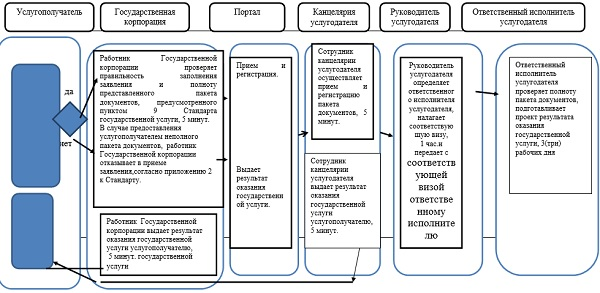 Услугополучатель
Государственная
корпорация
Портал
Канцелярия
услугодателя
Руководитель
услугодателя
Ответственный исполнитель
услугодателя
да
нет
Работник Государственной
корпорации проверяет
правильность заполнения
заявления и полноту
представленного пакета
документов, предусмотренного
пунктом 9 Стандарта
государственной услуги, 5 минут.
В случае предоставления
услугополучателем неполного
пакета документов, работник
Государственной корпорации
отказывает в приеме
заявления,согласно приложению 2
к Стандарту.
Работник Государственной
корпорации выдает результат
оказания государственной
услуги услугополучателю,
5 минут. государственной
услуги
Прием и
регистрация.
Выдает
результат
оказания
государственн
ой услуги.
Сотрудник
канцелярии
услугодателя
осуществляет
прием и
регистрацию
пакета
документов, 5
минут.
Сотрудник
канцелярии
услугодателя
выдает результат
оказания
государственной
услуги
услугополучателю,
5 минут.
Руководитель
услугодателя
определяет
ответственног
о исполнителя
услугодателя,
налагает
соответствую
шую визу,
1 час.и
передает с
соответств
ующей
визой
ответстве
нному
исполните
лю
Ответственный
исполнитель
услугодателя
проверяет полноту
пакета документов,
подготавливает
проект результата
оказания
государственной
услуги, 3(три)
рабочих дня